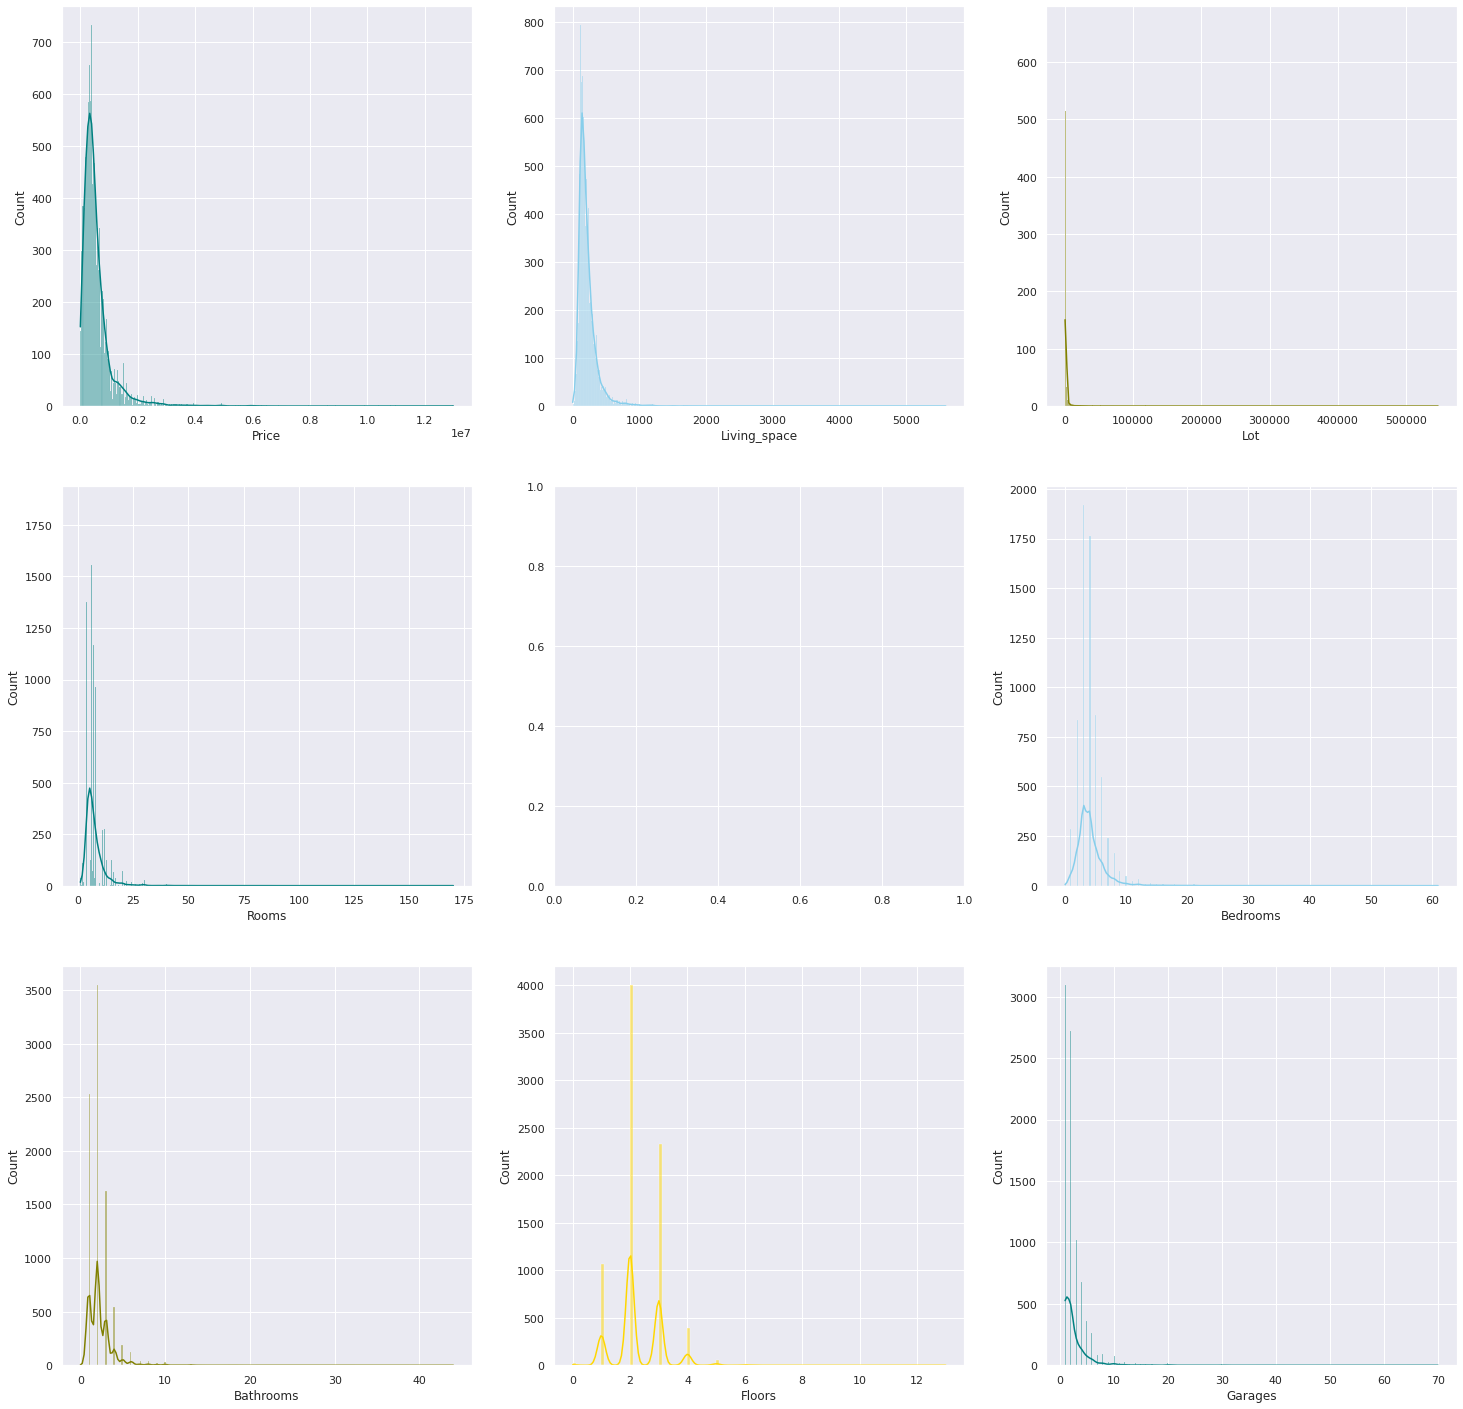 700
600
500
400
300
200
100
0
Count
0.0 0.2 0.4 0.6 0.8 1.0 1.2
1e7
Price
800
700
600
500
400
300
200
100
0
Count
0 1000 2000 3000 4000 5000
Living_space
600
500
400
300
200
100
0
Count
0 100000 200000 300000 400000 500000
Lot
1750
1500
1250
1000
750
500
250
0
Count
0 25 50 75 100 125 150 175
Rooms
1.0
0.8
0.6
0.4
0.2
0.0
0.0 0.2 0.4 0.6 0.8 1.0
2000
1750
1500
1250
1000
750
500
250
0
Count
0 10 20 30 40 50 60
Bedrooms
3500
3000
2500
2000
1500
1000
500
0
Count
0 10 20 30 40
Bathrooms
4000
3500
3000
2500
2000
1500
1000
500
0
Count
0 2 4 6 8 10 12
Floors
3000
2500
2000
1500
1000
500
0
Count
0 10 20 30 40 50 60 70
Garages